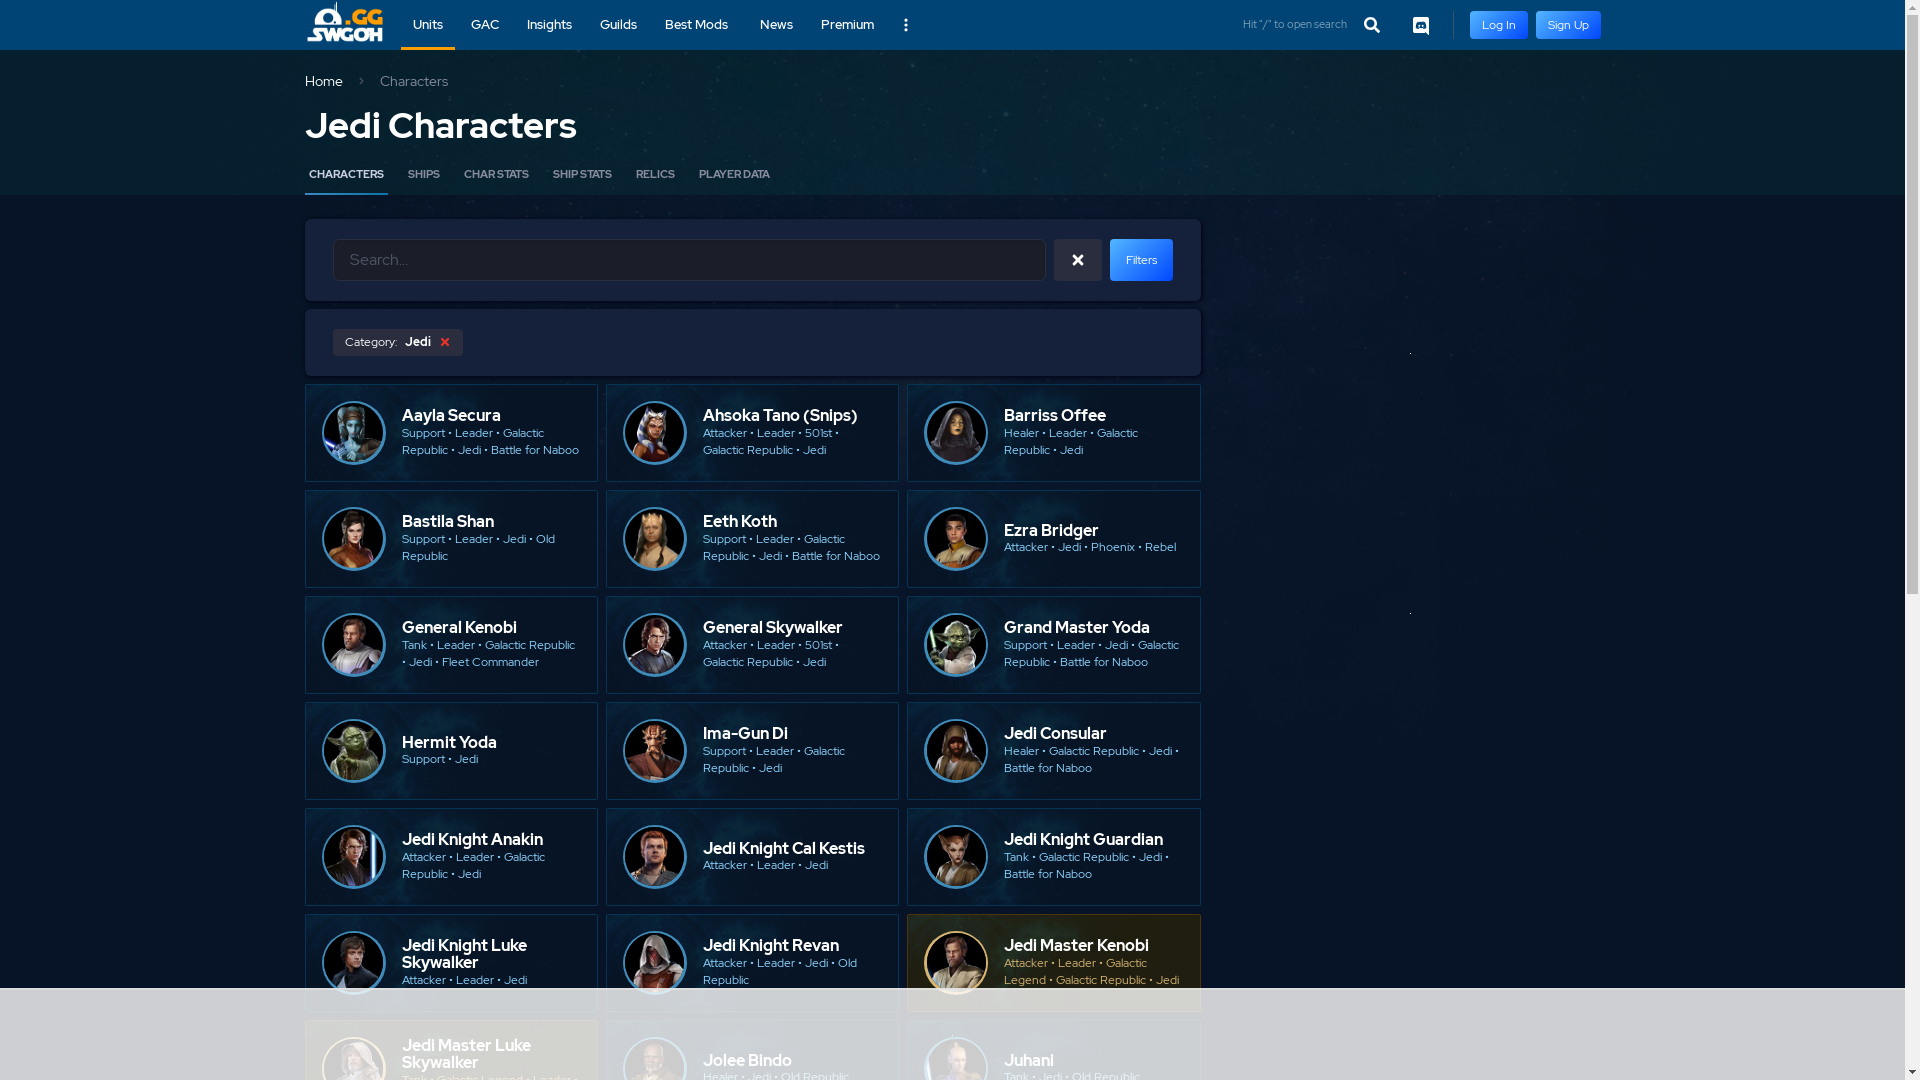 .GG
SWGOH
Units
GAC
Insights
Guilds
Best Mods
News
Premium
Hit "/" to open search
Log In
Sign Up
Home
Characters
Jedi Characters
CHARACTERS
SHIPS
CHAR STATS
SHIP STATS
RELICS
PLAYER DATA
Search...
Filters
Category: Jedi
Aayla Secura
Support • Leader • Galactic
Republic • Jedi • Battle for Naboo
Ahsoka Tano (Snips)
Attacker • Leader • 501st •
Galactic Republic • Jedi
Barriss Offee
Healer • Leader • Galactic
Republic • Jedi
Bastila Shan
Support • Leader • Jedi • Old
Republic
Eeth Koth
Support • Leader • Galactic
Republic • Jedi • Battle for Naboo
Ezra Bridger
Attacker • Jedi • Phoenix • Rebel
General Kenobi
Tank • Leader • Galactic Republic
• Jedi • Fleet Commander
General Skywalker
Attacker • Leader • 501st •
Galactic Republic • Jedi
Grand Master Yoda
Support • Leader • Jedi • Galactic
Republic • Battle for Naboo
Hermit Yoda
Support • Jedi
Ima-Gun Di
Support • Leader • Galactic
Republic • Jedi
Jedi Consular
Healer • Galactic Republic • Jedi •
Battle for Naboo
Jedi Knight Anakin
Attacker • Leader • Galactic
Republic • Jedi
Jedi Knight Cal Kestis
Attacker • Leader • Jedi
Jedi Knight Guardian
Tank • Galactic Republic • Jedi •
Battle for Naboo
Jedi Knight Luke
Skywalker
Attacker • Leader • Jedi
Jedi Knight Revan
Attacker • Leader • Jedi • Old
Republic
Jedi Master Kenobi
Attacker • Leader • Galactic
Legend • Galactic Republic • Jedi
Jedi Master Luke
Skywalker
Tank • Galactic Legend • Leader •
Jolee Bindo
Healer • Jedi • Old Republic
Juhani
Tank • Jedi • Old Republic